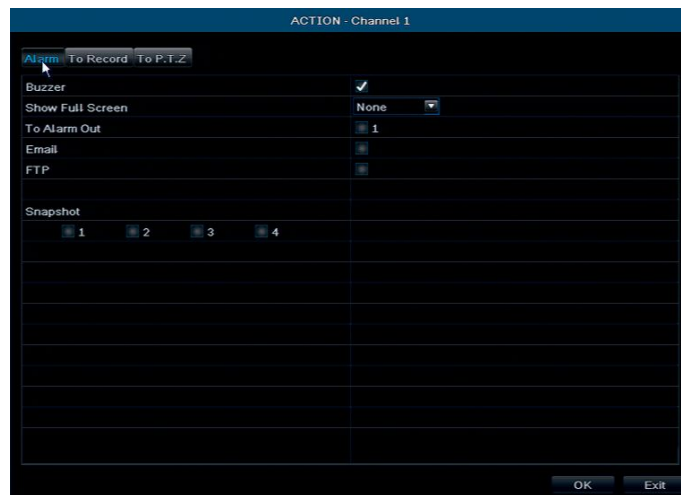 ACTION - Channel 1
Alarm To Record To P.T.Z
Buzzer
Show Full Screen None
To Alarm Out 1
Email
FTP
Snapshot
1 2 3 4
OK Exit